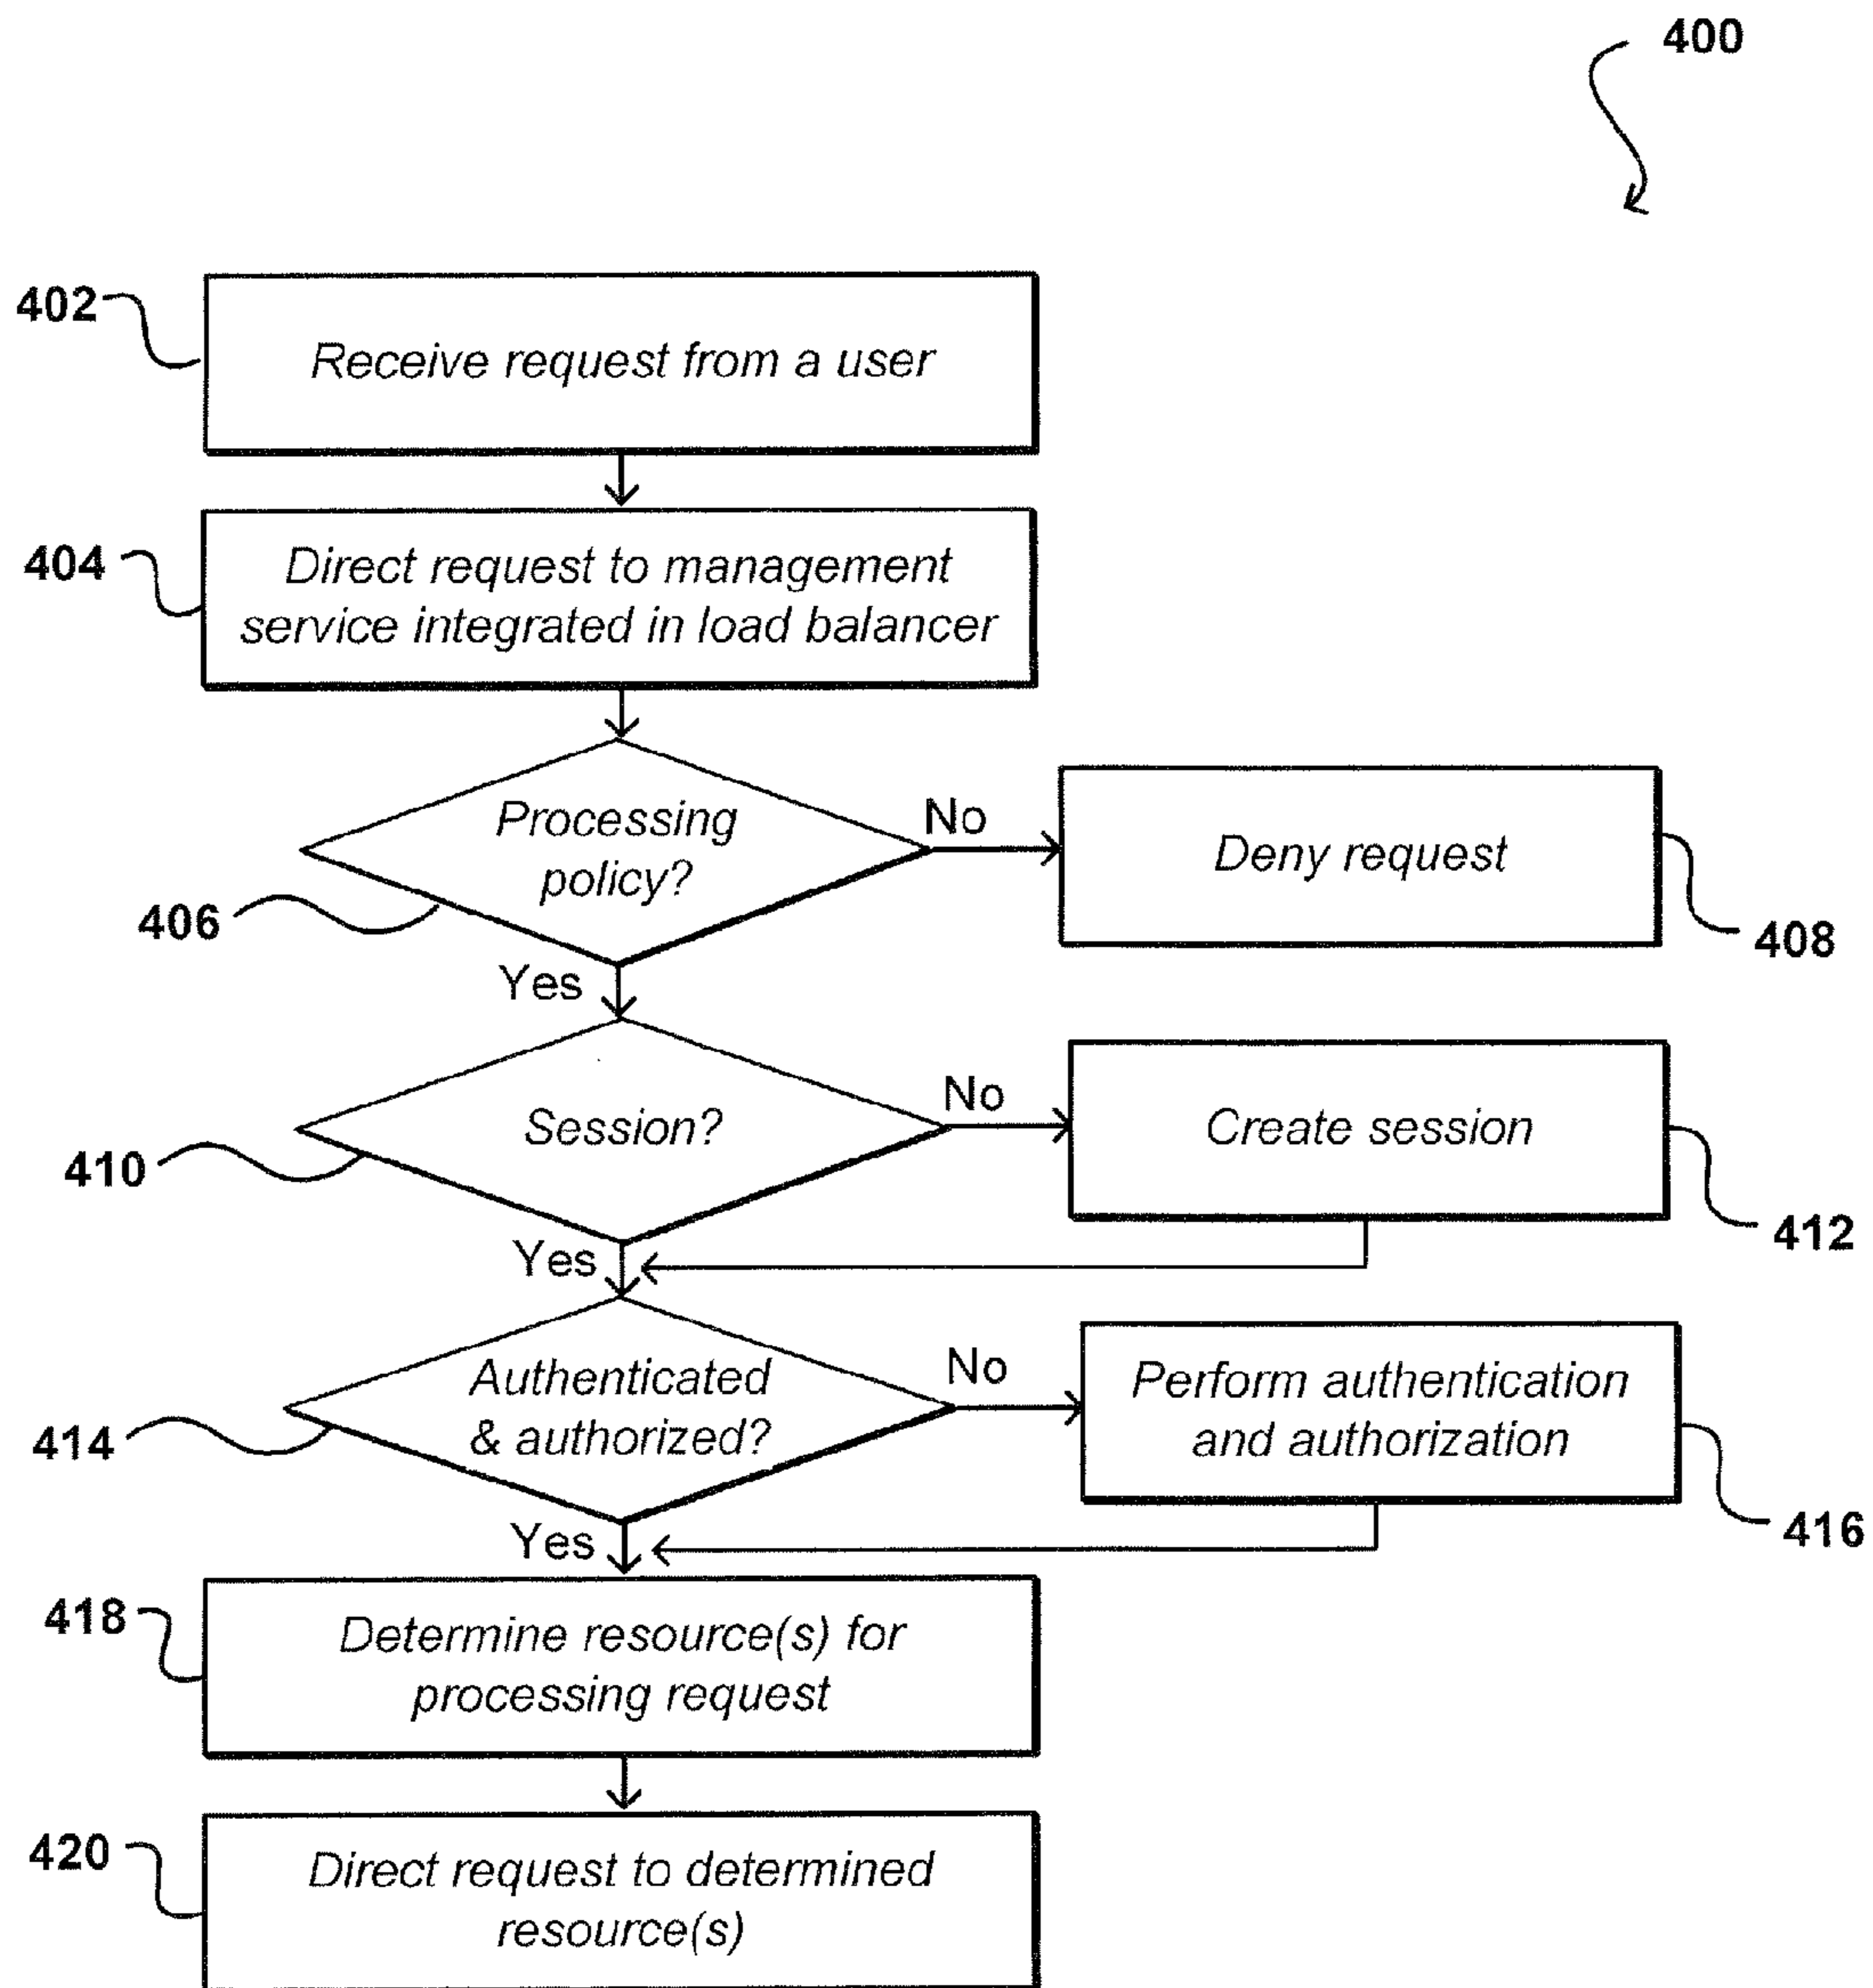 400
402
Receive request from a user
404
Direct request to management
service integrated in load balancer
Processing
policy?
406
No
Deny request
408
Yes
Session?
410
No
Create session
412
Yes
Authenticated
& authorized?
414
No
Perform authentication
and authorization
416
Yes
418
Determine resource(s) for
processing request
420
Direct request to determined
resource(s)